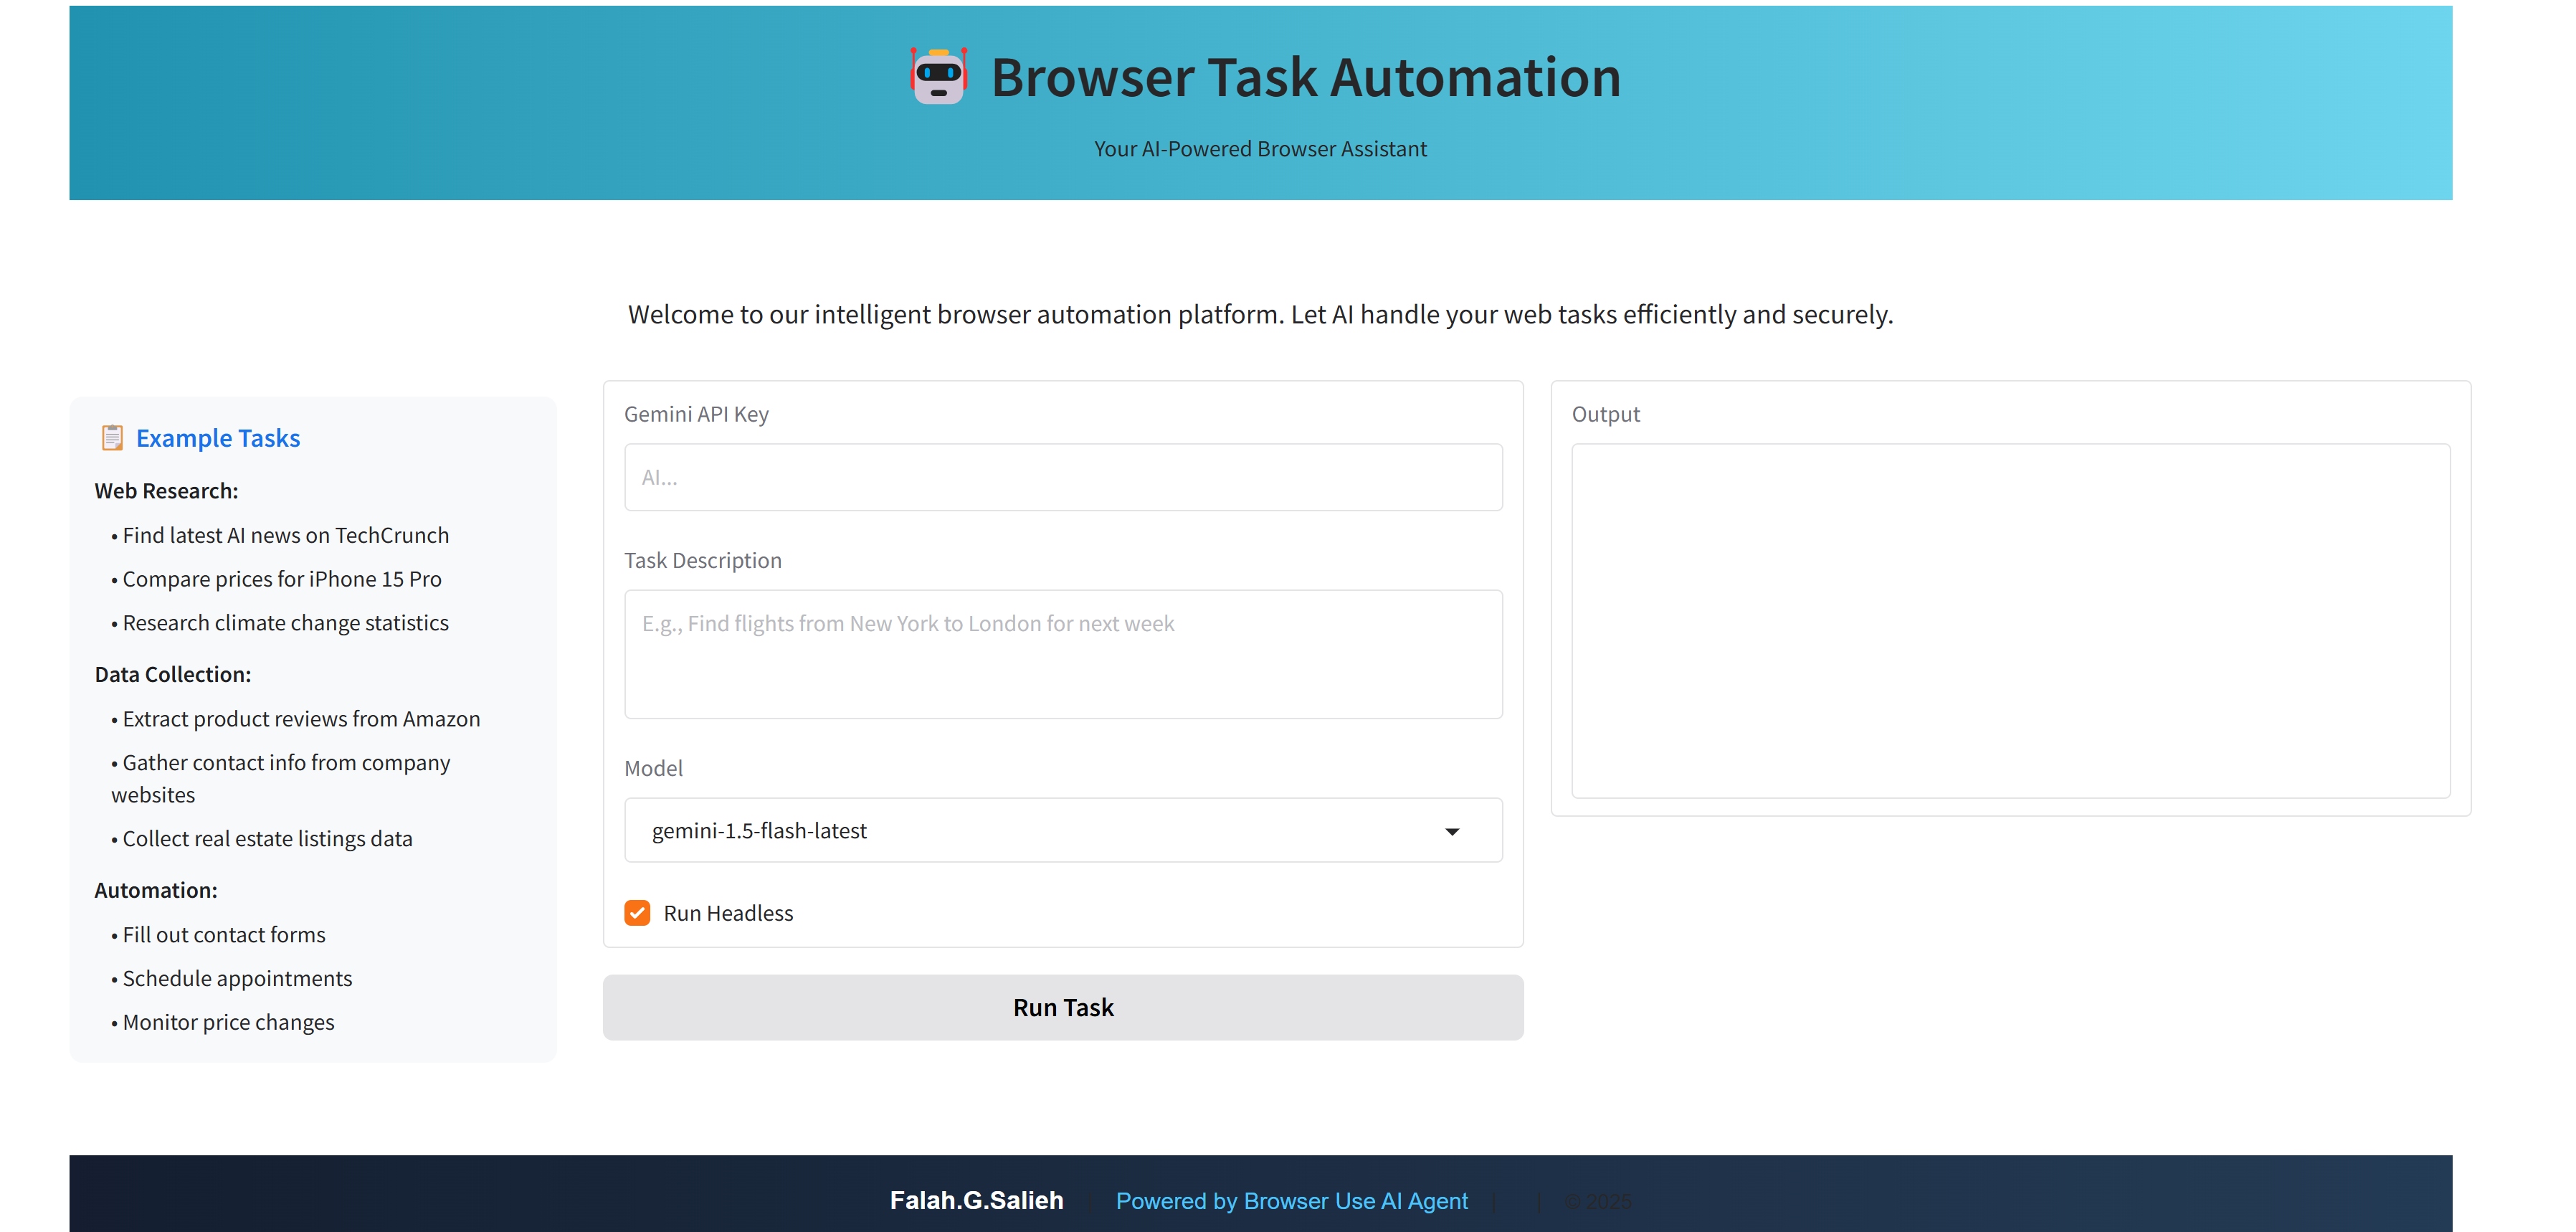 Browser Task Automation
Your AI-Powered Browser Assistant
Welcome to our intelligent browser automation platform. Let AI handle your web tasks efficiently and securely.
Example Tasks
Web Research:
• Find latest AI news on TechCrunch
• Compare prices for iPhone 15 Pro
• Research climate change statistics
Data Collection:
• Extract product reviews from Amazon
• Gather contact info from company
websites
• Collect real estate listings data
Automation:
• Fill out contact forms
• Schedule appointments
• Monitor price changes
Gemini API Key
AI...
Task Description
E.g., Find flights from New York to London for next week
Model
gemini-1.5-flash-latest
Run Headless
Run Task
Output
Falah.G.Salieh Powered by Browser Use AI Agent | | © 2025